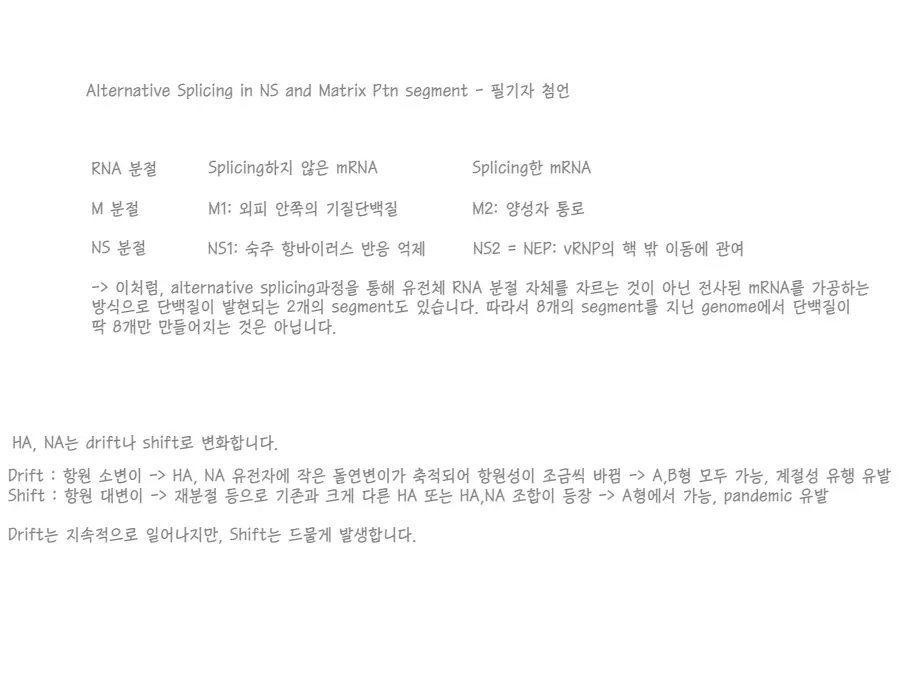 Alternative Splicing in NS and Matrix Ptn segment - 필기자 첨언
RNA 분절 Splicing하지 않은 mRNA Splicing한 mRNA
M 분절 M1: 외피 안쪽의 기질단백질 M2: 양성자 통로
NS 분절 NS1: 숙주 항바이러스 반응 억제 NS2 = NEP: vRNP의 핵 밖 이동에 관여
-> 이처럼, alternative splicing과정을 통해 유전체 RNA 분절 자체를 자르는 것이 아닌 전사된 mRNA를 가공하는
방식으로 단백질이 발현되는 2개의 segment도 있습니다. 따라서 8개의 segment를 지닌 genome에서 단백질이
딱 8개만 만들어지는 것은 아닙니다.
HA, NA는 drift나 shift로 변화합니다.
Drift : 항원 소변이 -> HA, NA 유전자에 작은 돌연변이가 축적되어 항원성이 조금씩 바뀜 -> A,B형 모두 가능, 계절성 유행 유발
Shift : 항원 대변이 -> 재분절 등으로 기존과 크게 다른 HA 또는 HA,NA 조합이 등장 -> A형에서 가능, pandemic 유발
Drift는 지속적으로 일어나지만, Shift는 드물게 발생합니다.